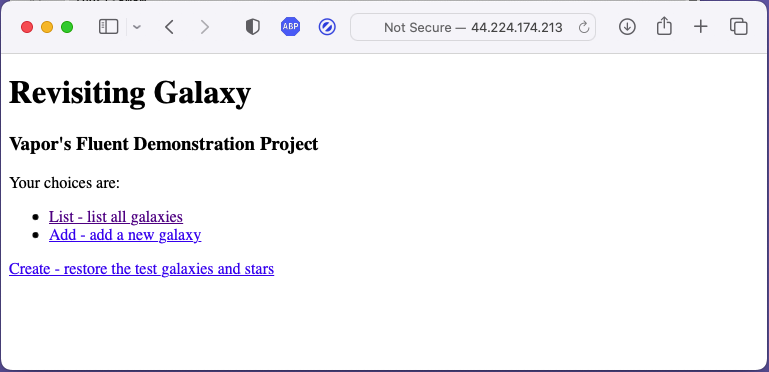 ABP
Not Secure — 44.224.174.213
Revisiting Galaxy
Vapor's Fluent Demonstration Project
Your choices are:
List - list all galaxies
Add - add a new galaxy
Create - restore the test galaxies and stars